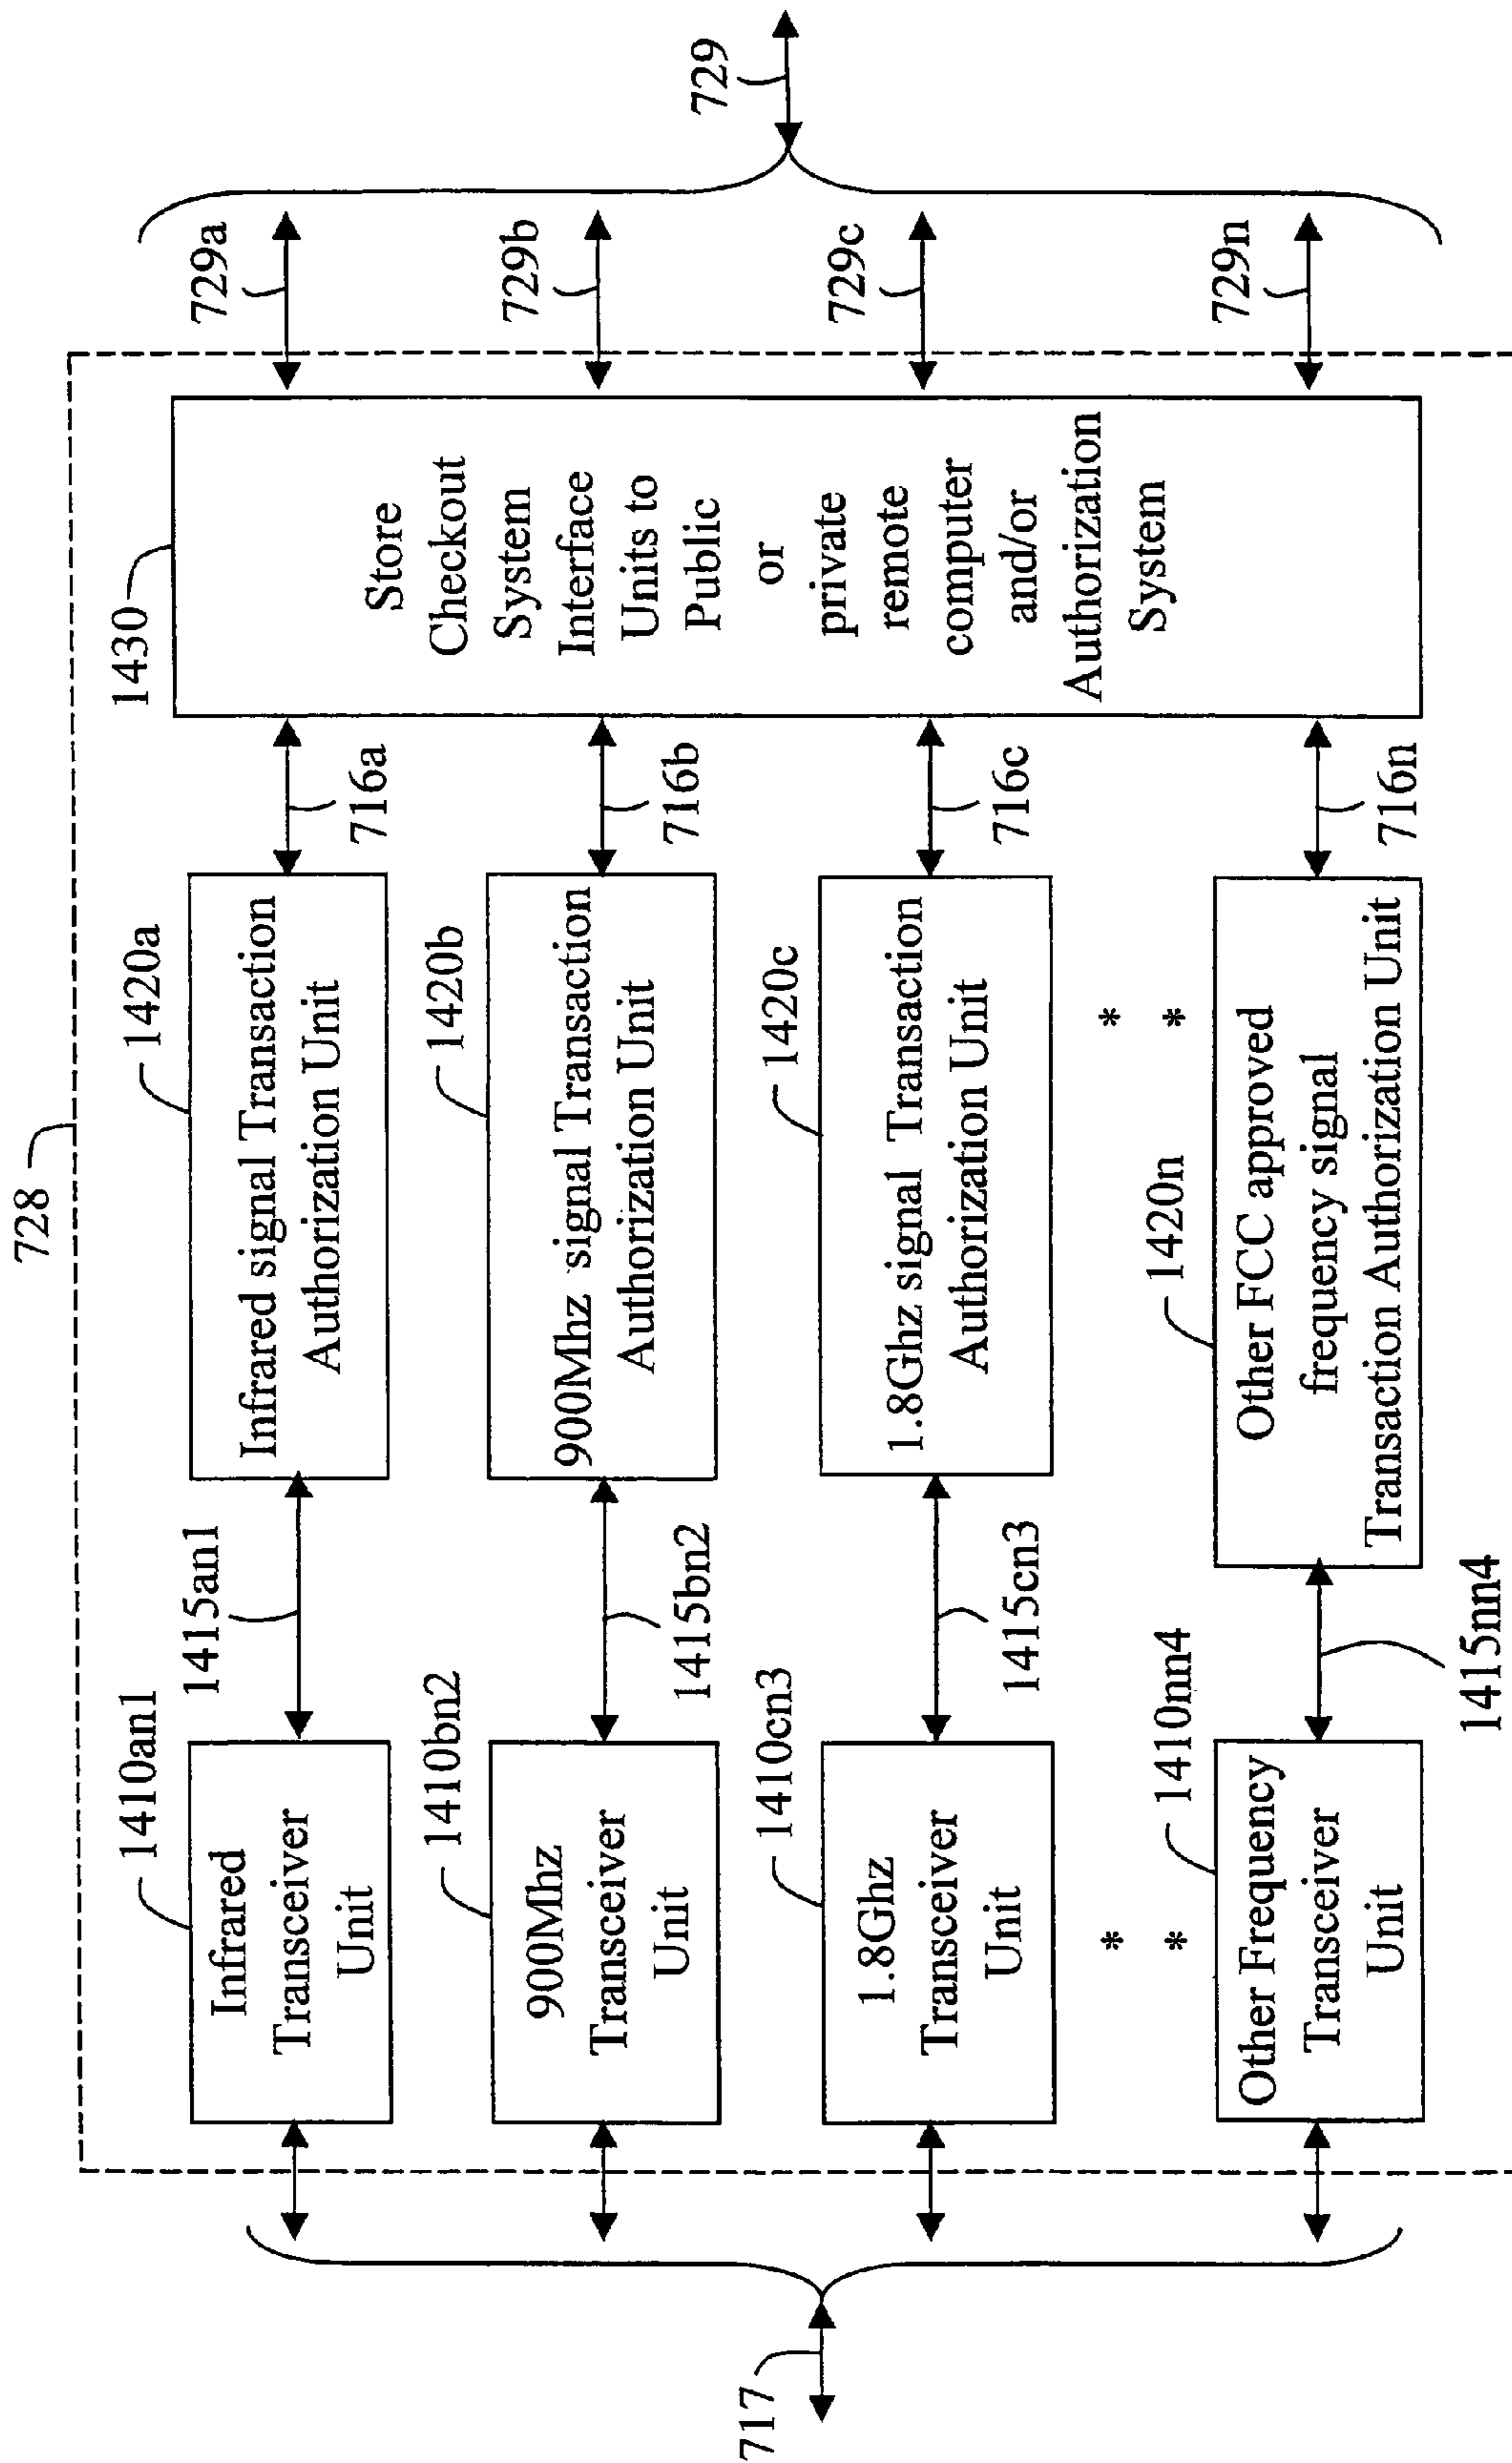 728
717
1410an1
Infrared
Transceiver
Unit
1415an1
1420a
Infrared signal Transaction
Authorization Unit
716a
1410bn2
900Mhz
Transceiver
Unit
1415bn2
1420b
900Mhz signal Transaction
Authorization Unit
716b
1410cn3
1.8Ghz
Transceiver
Unit
1415cn3
1420c
1.8Ghz signal Transaction
Authorization Unit
716c
*
*
*
*
1410nn4
Other Frequency
Transceiver
Unit
1415nn4
1420n
Other FCC approved
frequency signal
Transaction Authorization Unit
716n
1430
Store
Checkout
System
Interface
Units to
Public
or
private
remote
computer
and/or
Authorization
System
729a
729b
729c
729n
729